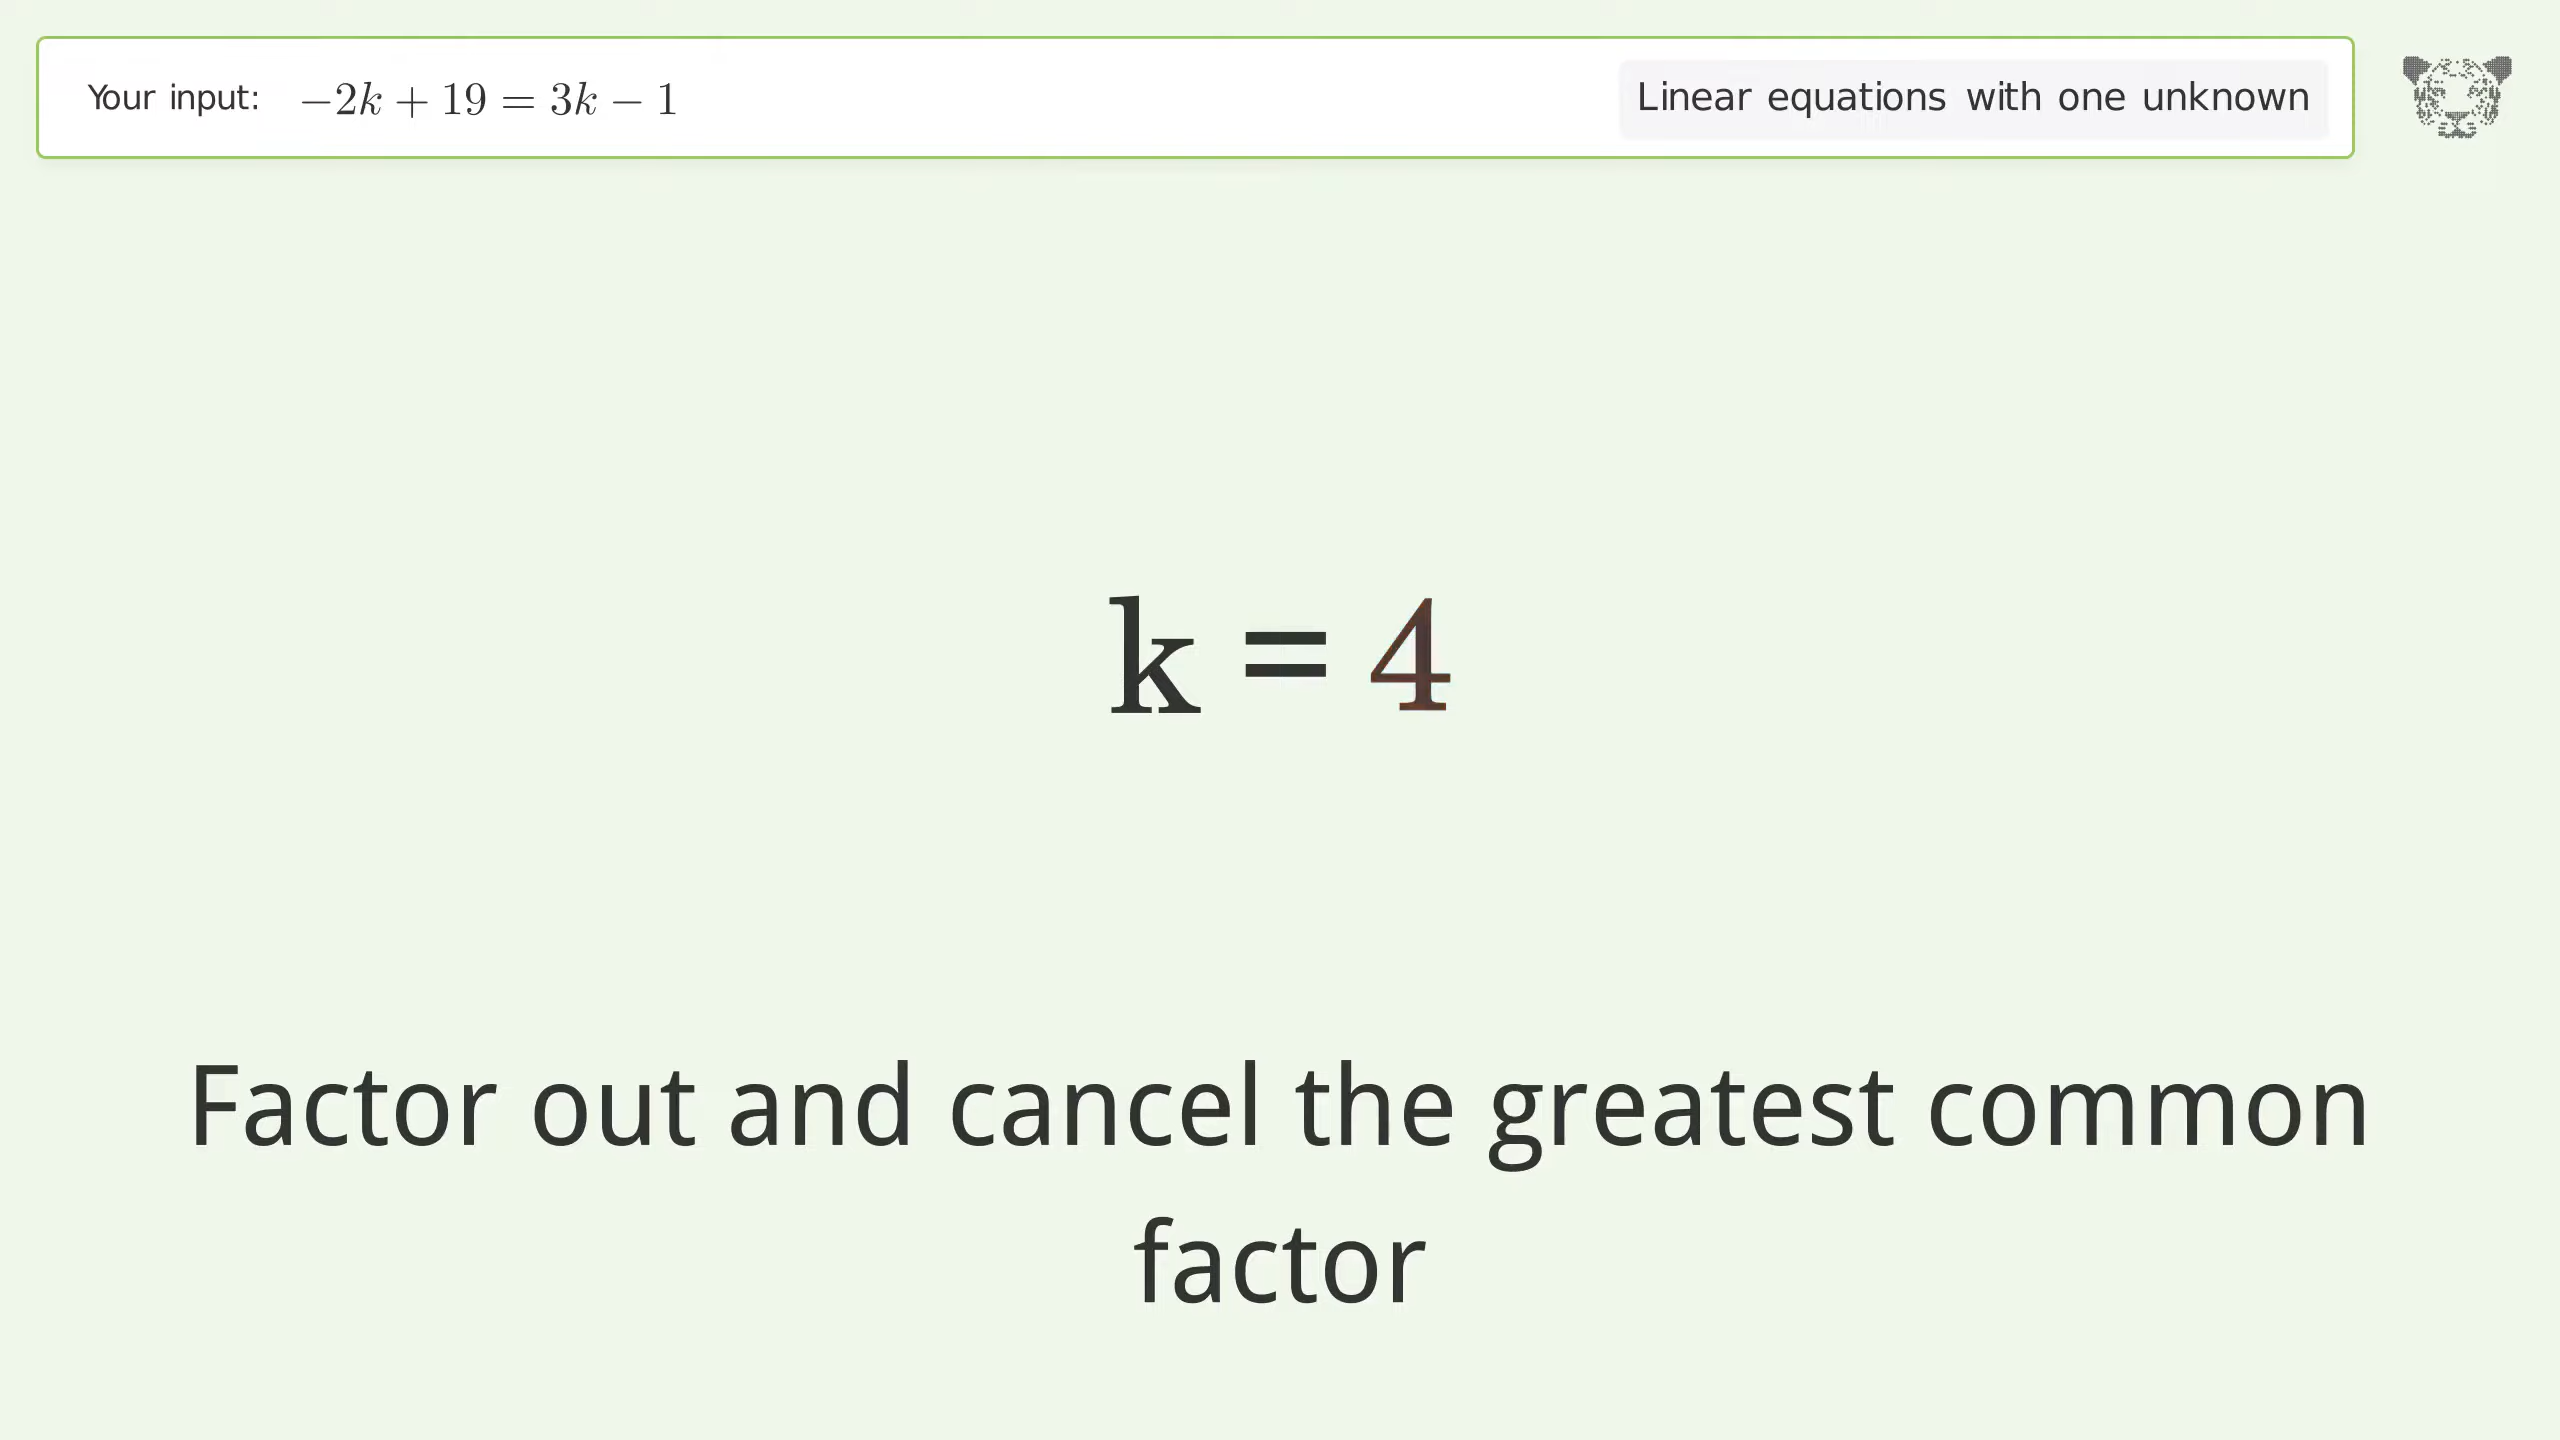 Your input: −2k + 19 = 3k − 1
Linear equations with one unknown
k = 4
Factor out and cancel the greatest common
factor